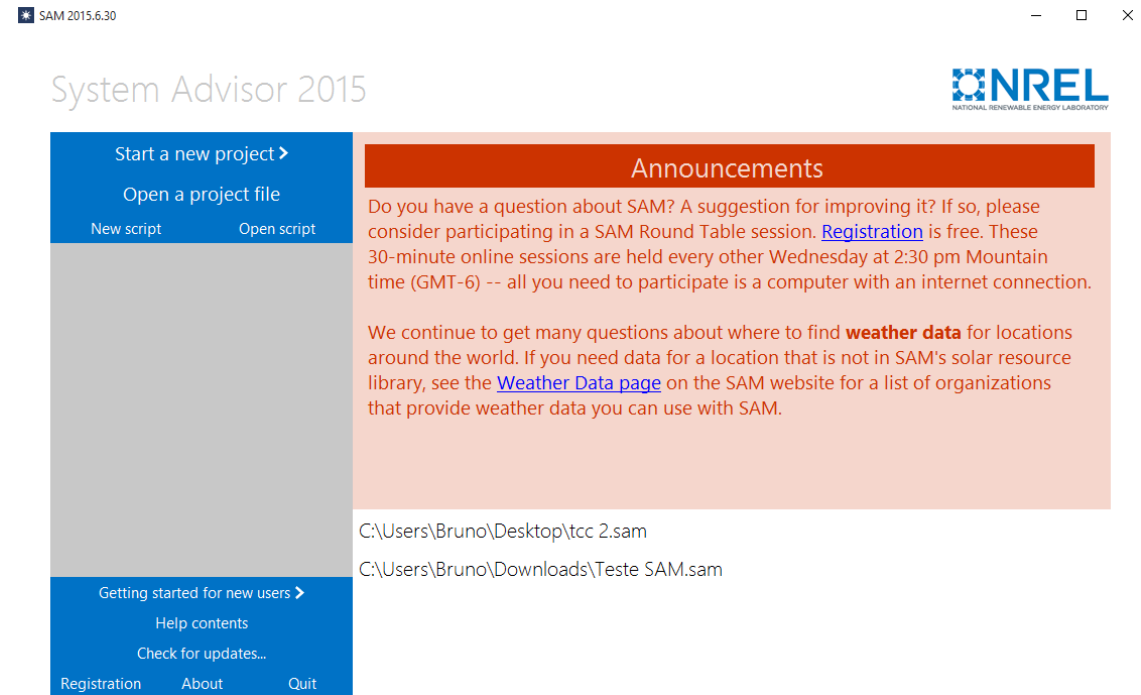 SAM 2015.6.30
System Advisor 2015
NREL
NATIONAL RENEWABLE ENERGY LABORATORY
Start a new project
Open a project file
New script Open script
Announcements
Do you have a question about SAM? A suggestion for improving it? If so, please
consider participating in a SAM Round Table session. Registration is free. These
30-minute online sessions are held every other Wednesday at 2:30 pm Mountain
time (GMT-6) -- all you need to participate is a computer with an internet connection.
We continue to get many questions about where to find weather data for locations
around the world. If you need data for a location that is not in SAM's solar resource
library, see the Weather Data page on the SAM website for a list of organizations
that provide weather data you can use with SAM.
C:\Users\Bruno\Desktop\tcc 2.sam
C:\Users\Bruno\Downloads\Teste SAM.sam
Getting started for new users
Help contents
Check for updates...
Registration About Quit